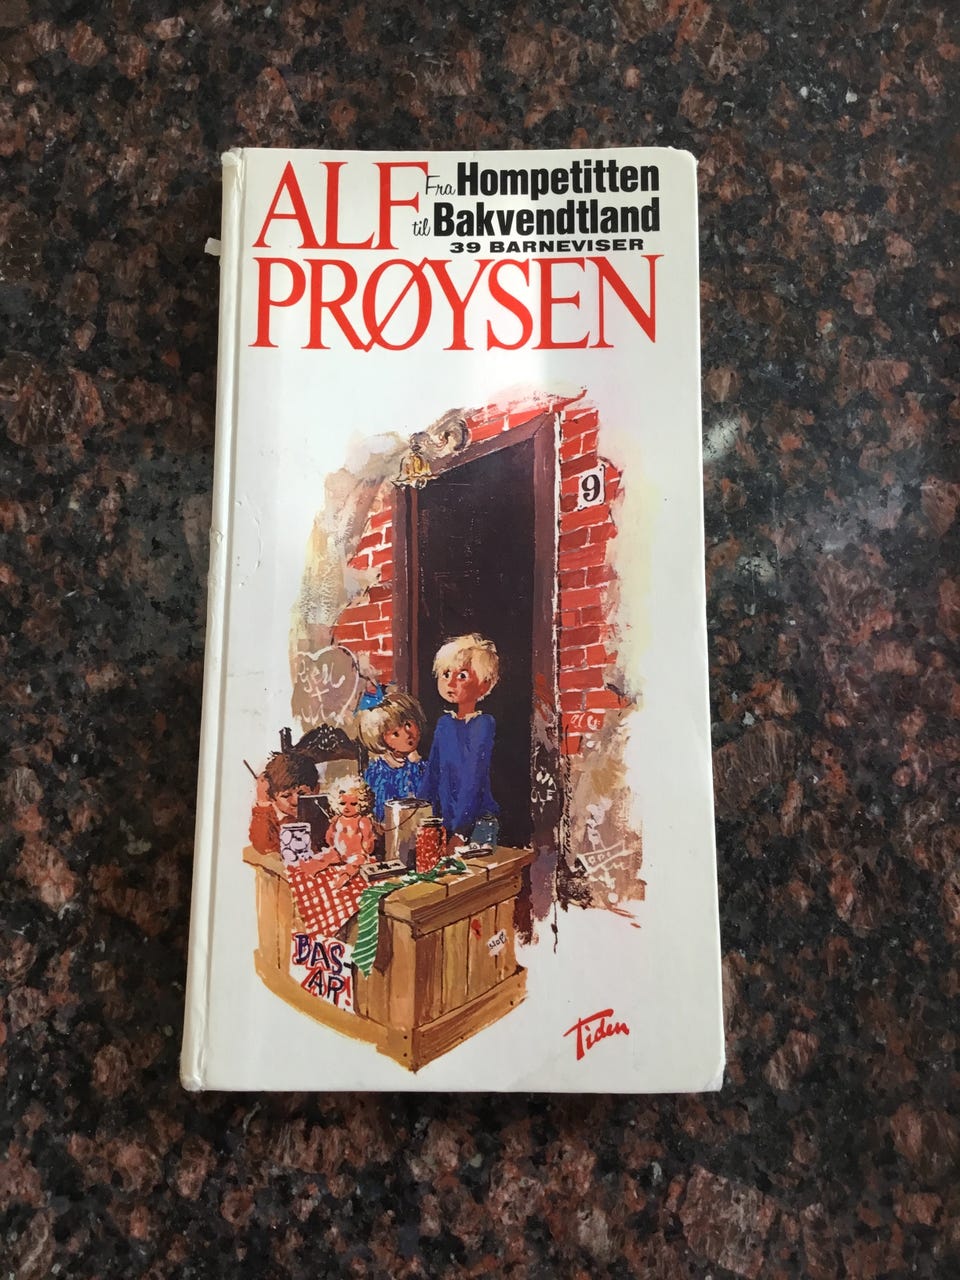 ALF
Fra Hompetitten
til Bakvendtland
39 BARNEVISER
PRØYSEN
9
BAS-
AR!
Tiden